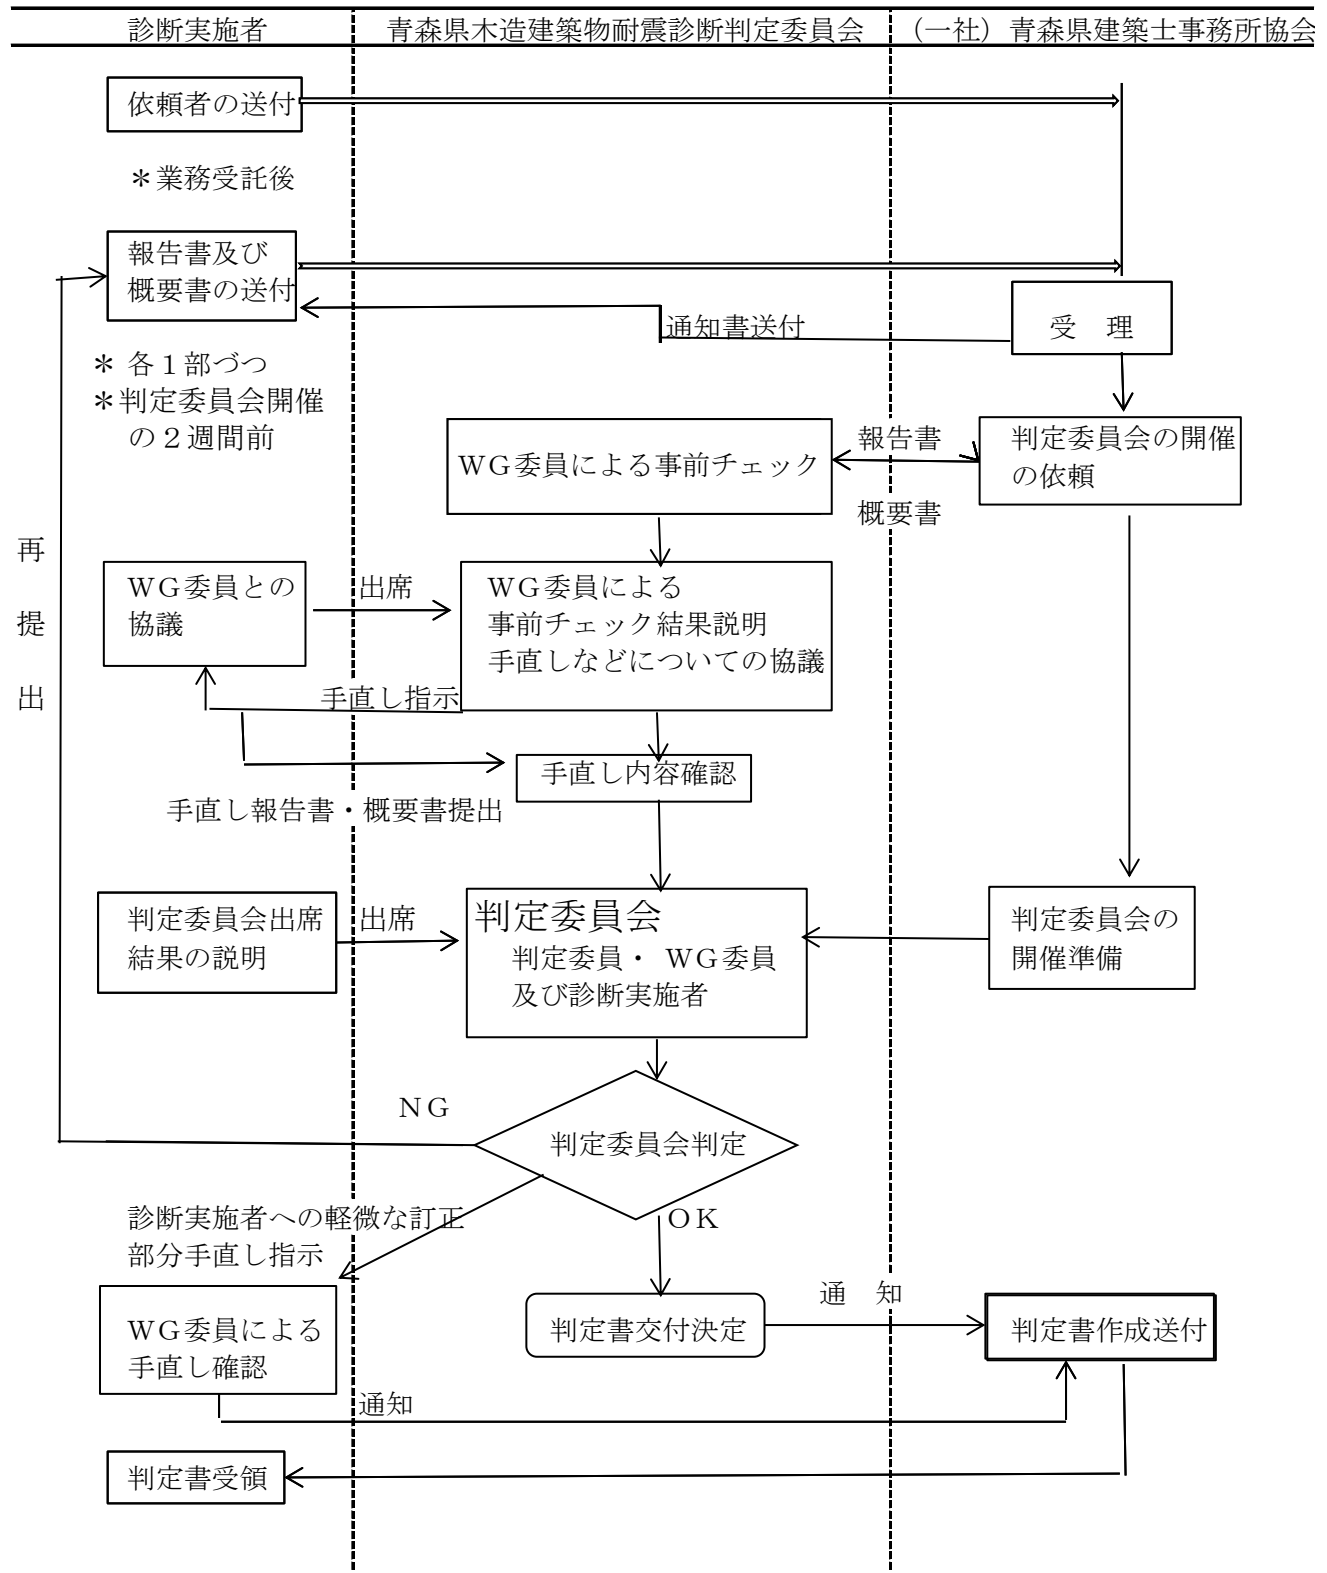 診断実施者
青森県木造建築物耐震診断判定委員会
(一社)青森県建築士事務所協会
依頼者の送付
＊業務受託後
報告書及び
概要書の送付
通知書送付
受　理
＊ 各１部づつ
＊判定委員会開催
の２週間前
WG委員による事前チェック
報告書
概要書
判定委員会の開催
の依頼
再
提
出
WG委員との
協議
出席
WG委員による
事前チェック結果説明
手直しなどについての協議
手直し指示
手直し内容確認
手直し報告書・概要書提出
判定委員会出席
結果の説明
出席
判定委員会
判定委員・ WG委員
及び診断実施者
判定委員会の
開催準備
NG
判定委員会判定
診断実施者への軽微な訂正
部分手直し指示
OK
WG委員による
手直し確認
判定書交付決定
通　知
判定書作成送付
通知
判定書受領